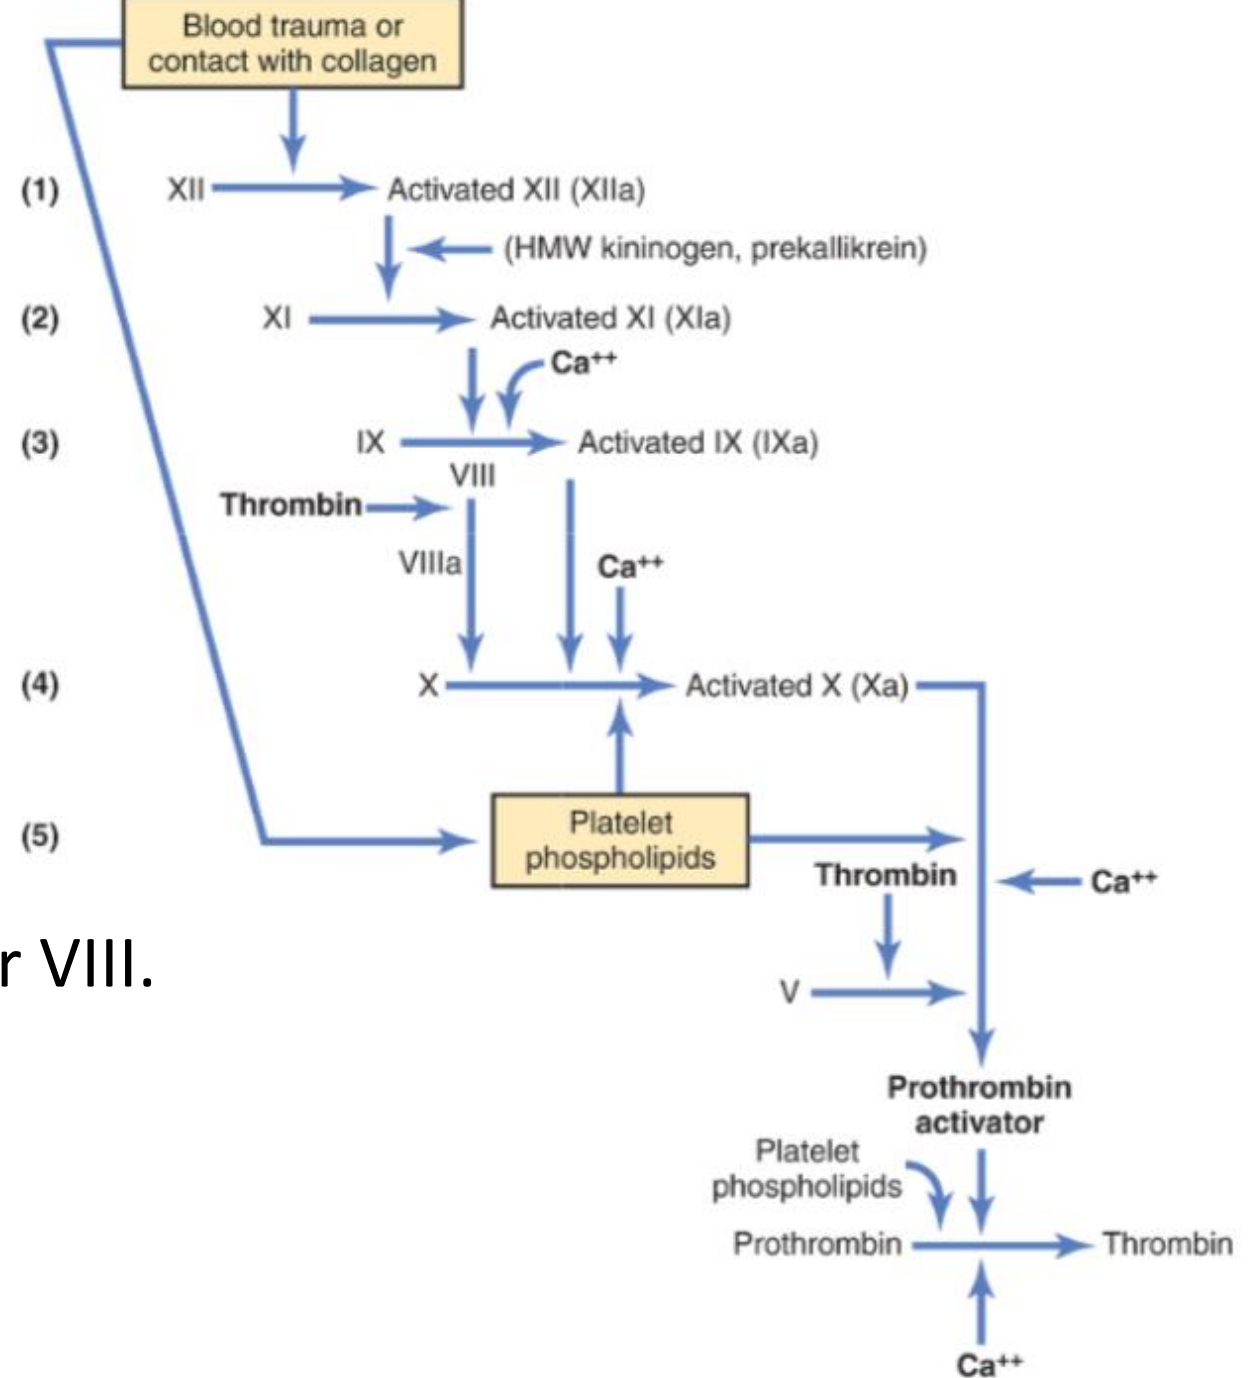 Blood trauma or
contact with collagen
(1) XII Activated XII (XIIa)
(HMW kininogen, prekallikrein)
(2) XI Activated XI (XIa)
Ca++
(3) IX Activated IX (IXa)
VIII
Thrombin
VIIIa Ca++
(4) X Activated X (Xa)
(5) Platelet
phospholipids
Thrombin Ca++
r VIII.
V
Prothrombin
activator
Platelet
phospholipids
Prothrombin Thrombin
Ca++